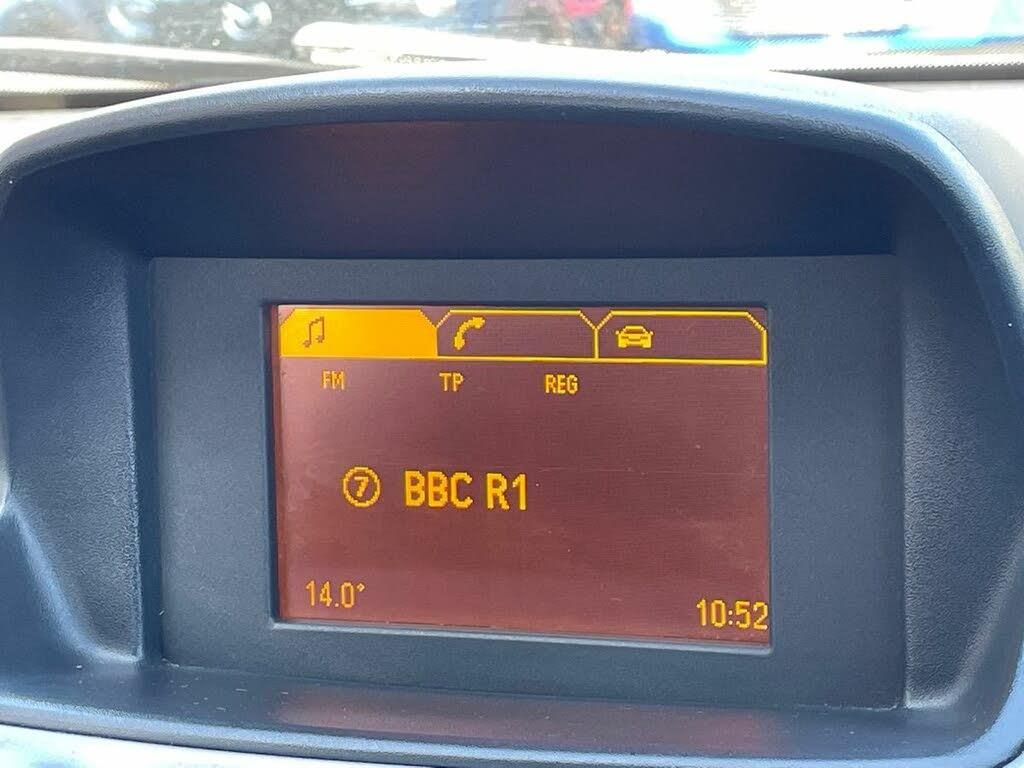 FM TP REG
7 BBC R1
14.0° 10:52